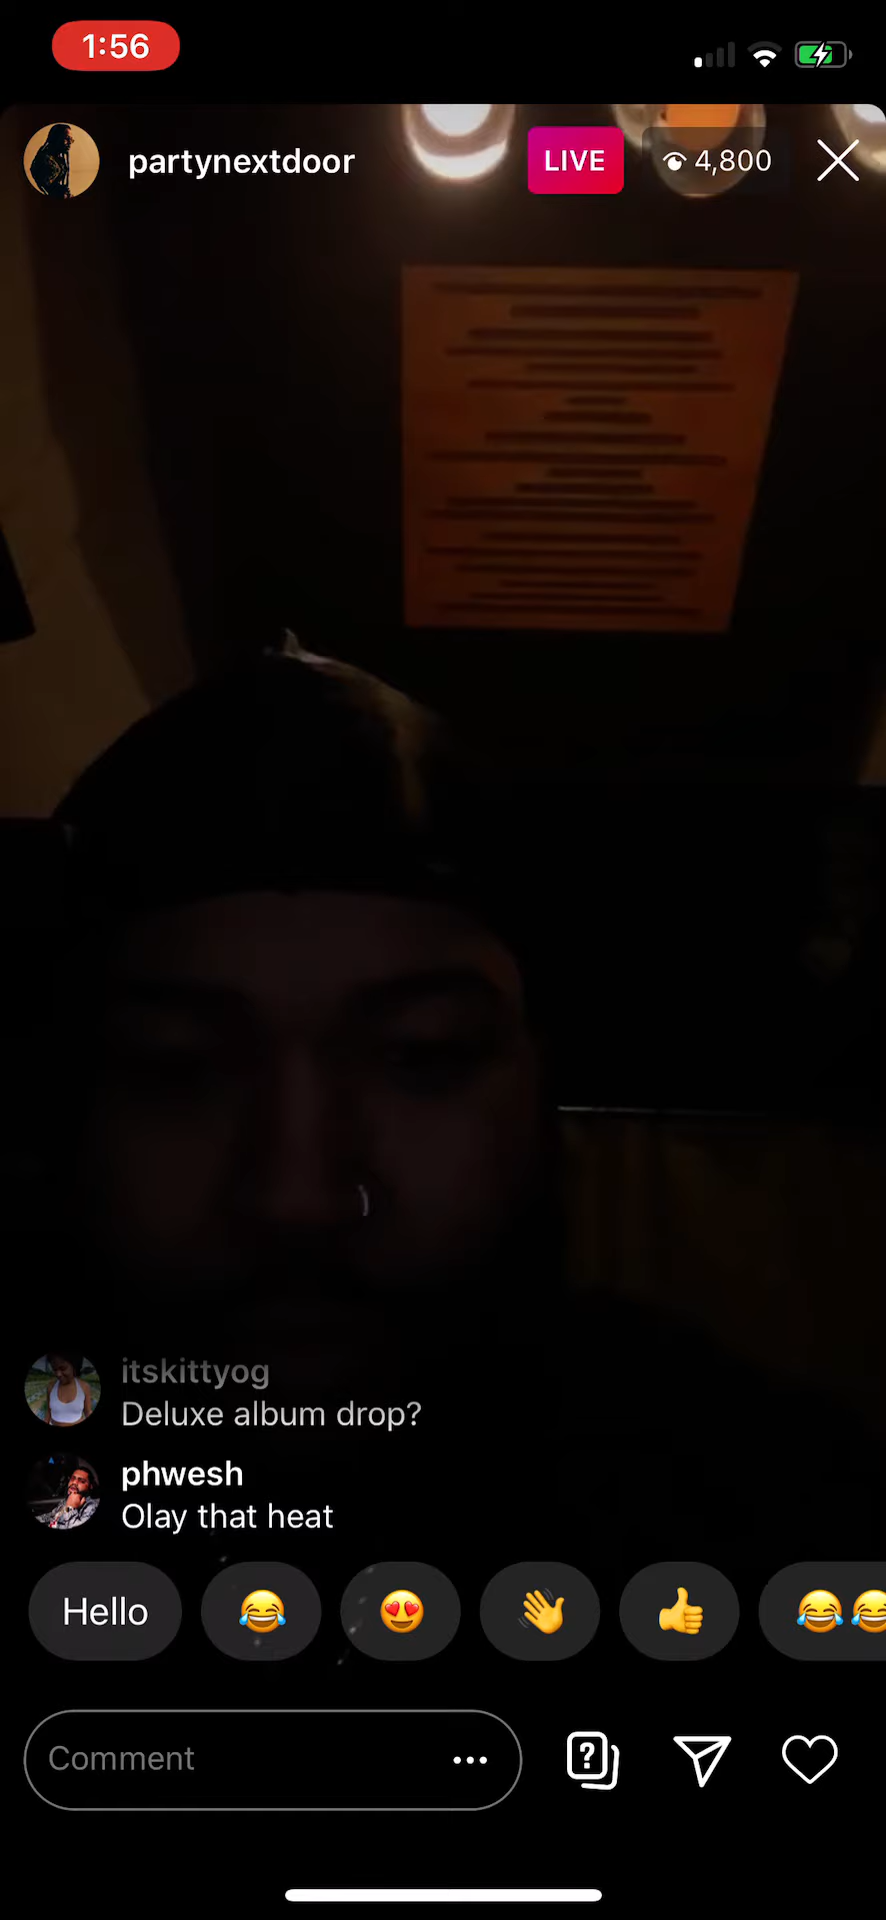 1:56
partynextdoor
LIVE
4,800
itskittyog
Deluxe album drop?
phwesh
Olay that heat
Hello 😂 😍 👋 👍 😂 😂
Comment